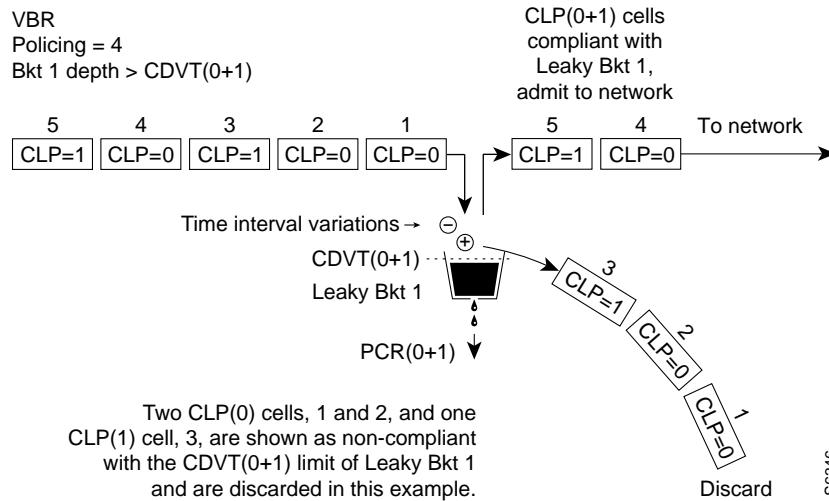 VBR
Policing = 4
Bkt 1 depth > CDVT(0+1)
CLP(0+1) cells
compliant with
Leaky Bkt 1,
admit to network
5 4 3 2 1
CLP=1 CLP=0 CLP=1 CLP=0 CLP=0
5 4
CLP=1 CLP=0
To network
Time interval variations →
− +
CDVT(0+1)
Leaky Bkt 1
PCR(0+1)
3
CLP=1
2
CLP=0
1
CLP=0
Two CLP(0) cells, 1 and 2, and one
CLP(1) cell, 3, are shown as non-compliant
with the CDVT(0+1) limit of Leaky Bkt 1
and are discarded in this example.
Discard